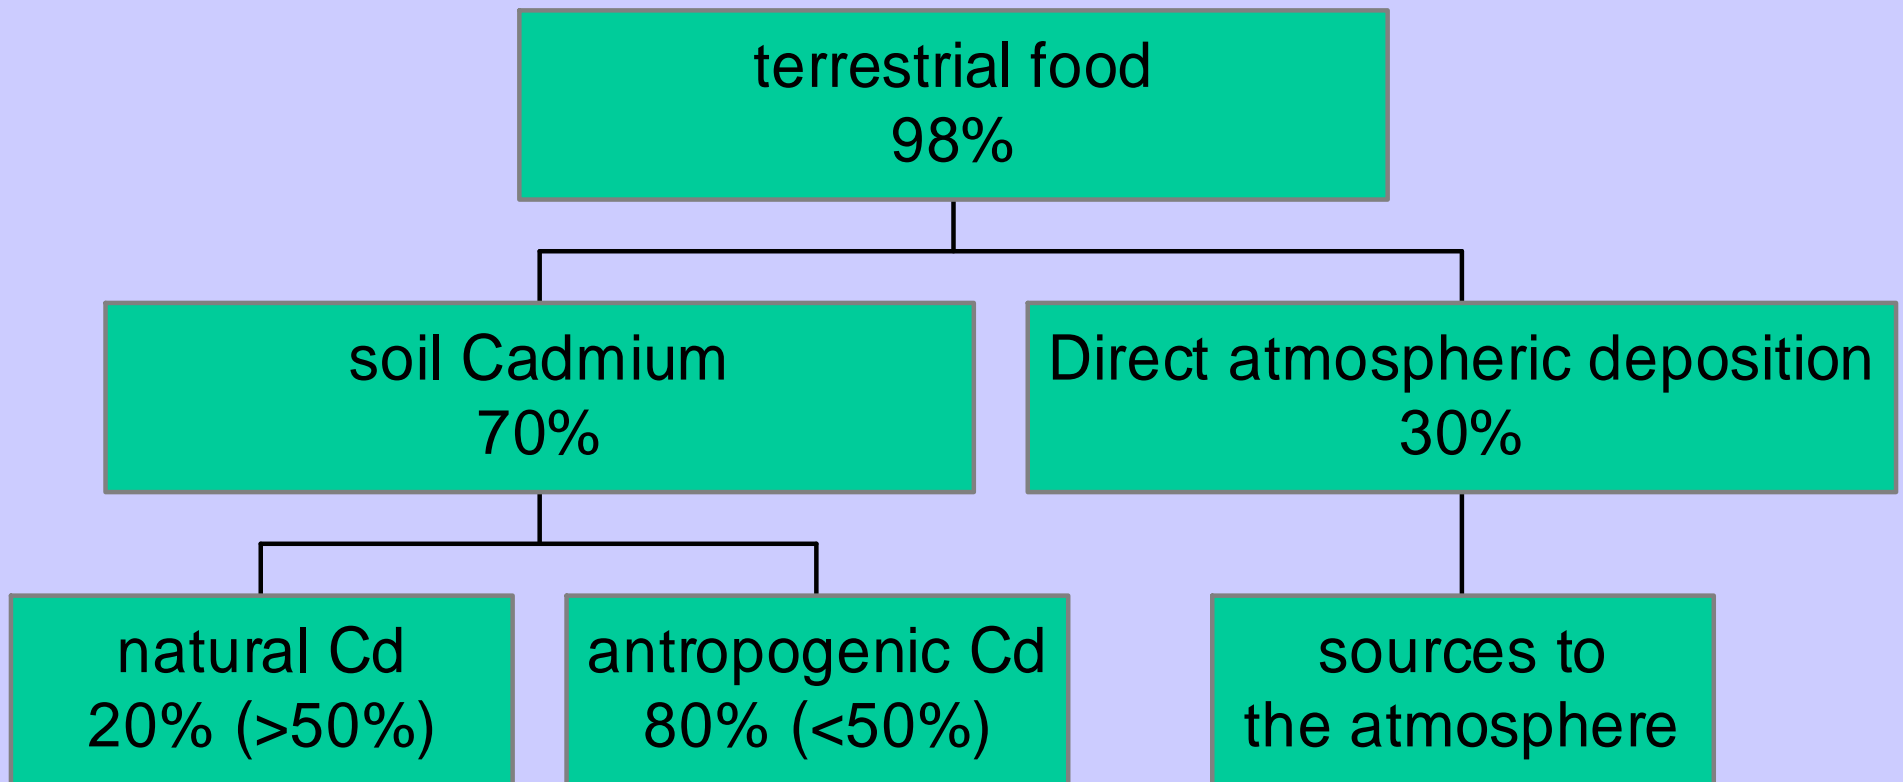 terrestrial food
98%
soil Cadmium
70%
Direct atmospheric deposition
30%
natural Cd
20% (>50%)
antropogenic Cd
80% (<50%)
sources to
the atmosphere